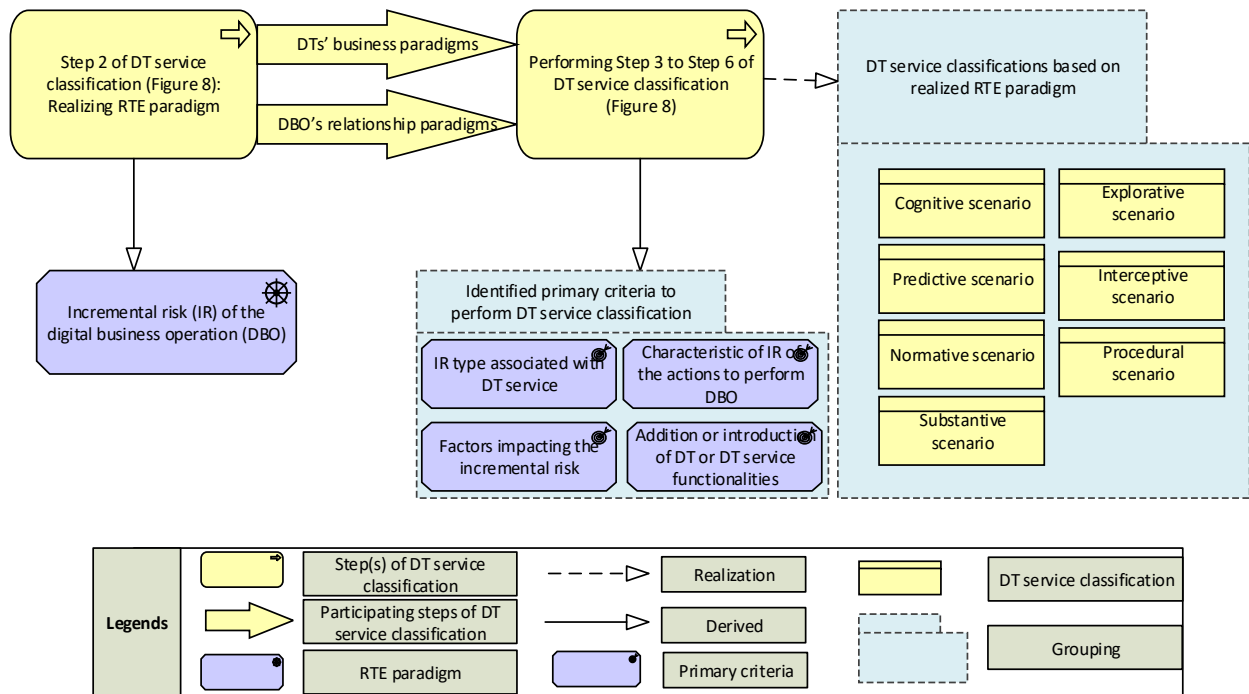 Step 2 of DT service
classification (Figure 8):
Realizing RTE paradigm
DTs' business paradigms
DBO's relationship paradigms
Performing Step 3 to Step 6 of
DT service classification
(Figure 8)
DT service classifications based on
realized RTE paradigm
Cognitive scenario
Explorative
scenario
Predictive scenario
Interceptive
scenario
Normative scenario
Procedural
scenario
Substantive
scenario
Incremental risk (IR) of the
digital business operation (DBO)
Identified primary criteria to
perform DT service classification
IR type associated with
DT service
Characteristic of IR of
the actions to perform
DBO
Factors impacting the
incremental risk
Addition or introduction
of DT or DT service
functionalities
Legends
Step(s) of DT service
classification
Participating steps of DT
service classification
RTE paradigm
Realization
Derived
Primary criteria
DT service classification
Grouping